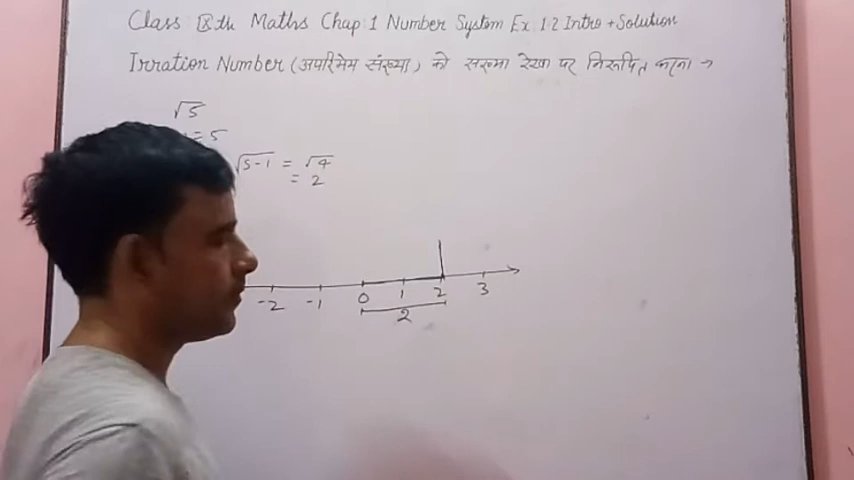 Class IXth Maths Chap:1 Number System Ex 1.2 Intro + Solution
Irration Number (अपरिमेय संख्या) को संख्या रेखा पर निरूपित करना →
√5
= 5
√5-1 = √4
= 2
-2 -1 0 1 2 3
2